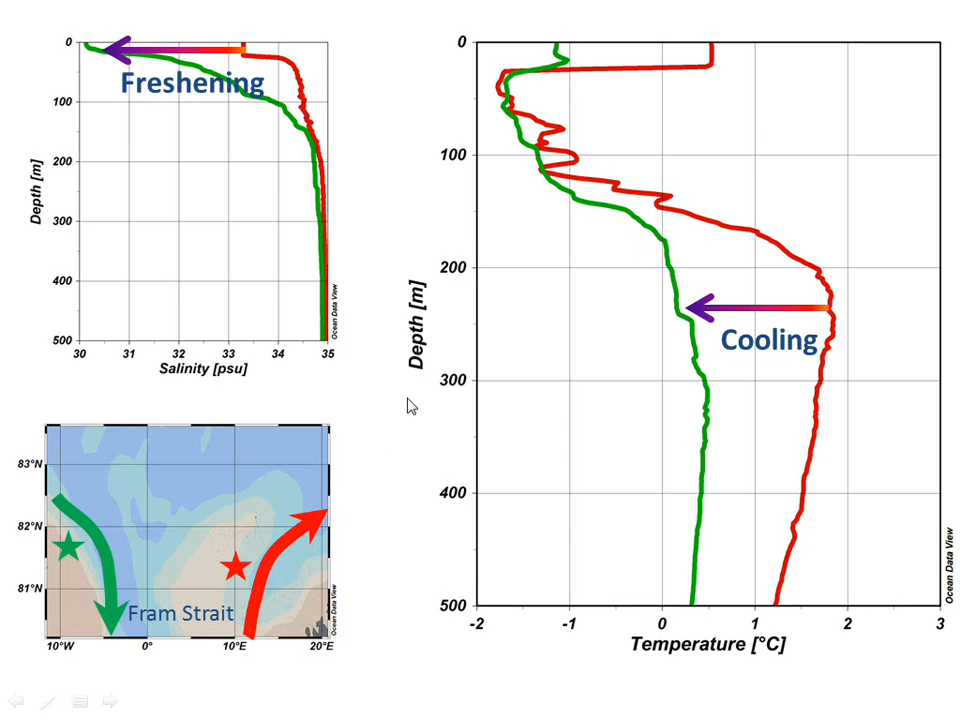 0
100
200
300
400
500
30 31 32 33 34 35
Depth [m]
Salinity [psu]
Freshening
Ocean Data View
0
100
200
300
400
500
-2 -1 0 1 2 3
Depth [m]
Temperature [°C]
Cooling
Ocean Data View
83°N
82°N
81°N
10°W 0° 10°E 20°E
Fram Strait
Ocean Data View